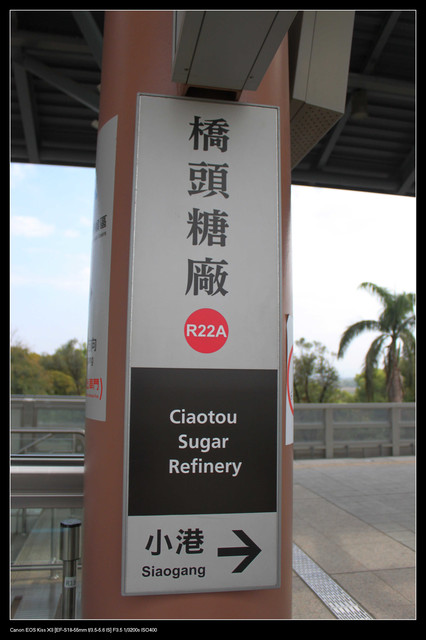 橋頭糖廠
R22A
Ciaotou
Sugar
Refinery
小港
Siaogang
Canon EOS Kiss X3 [EF-S18-55mm f/3.5-5.6 IS] F3.5 1/3200s ISO400